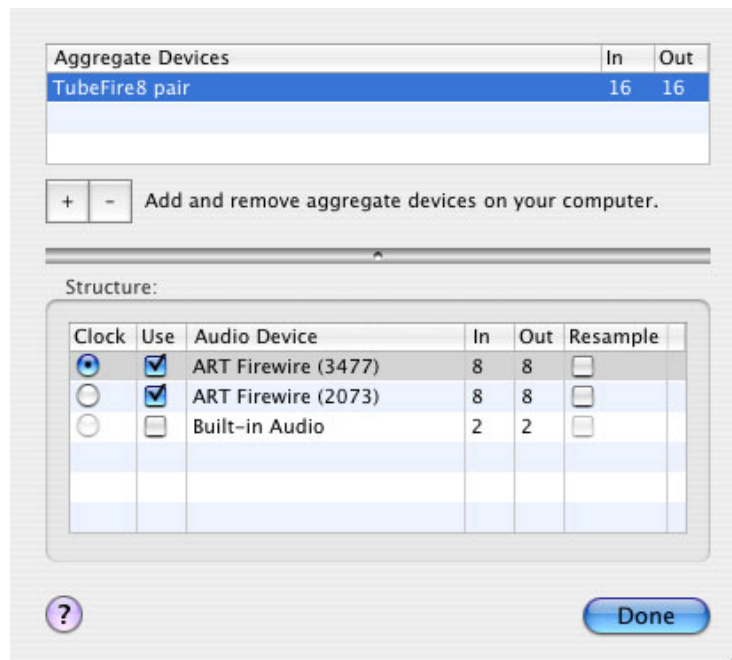 Aggregate Devices In Out
TubeFire8 pair 16 16
+ - Add and remove aggregate devices on your computer.
Structure:
Clock Use Audio Device In Out Resample
ART Firewire (3477) 8 8
ART Firewire (2073) 8 8
Built-in Audio 2 2
? Done